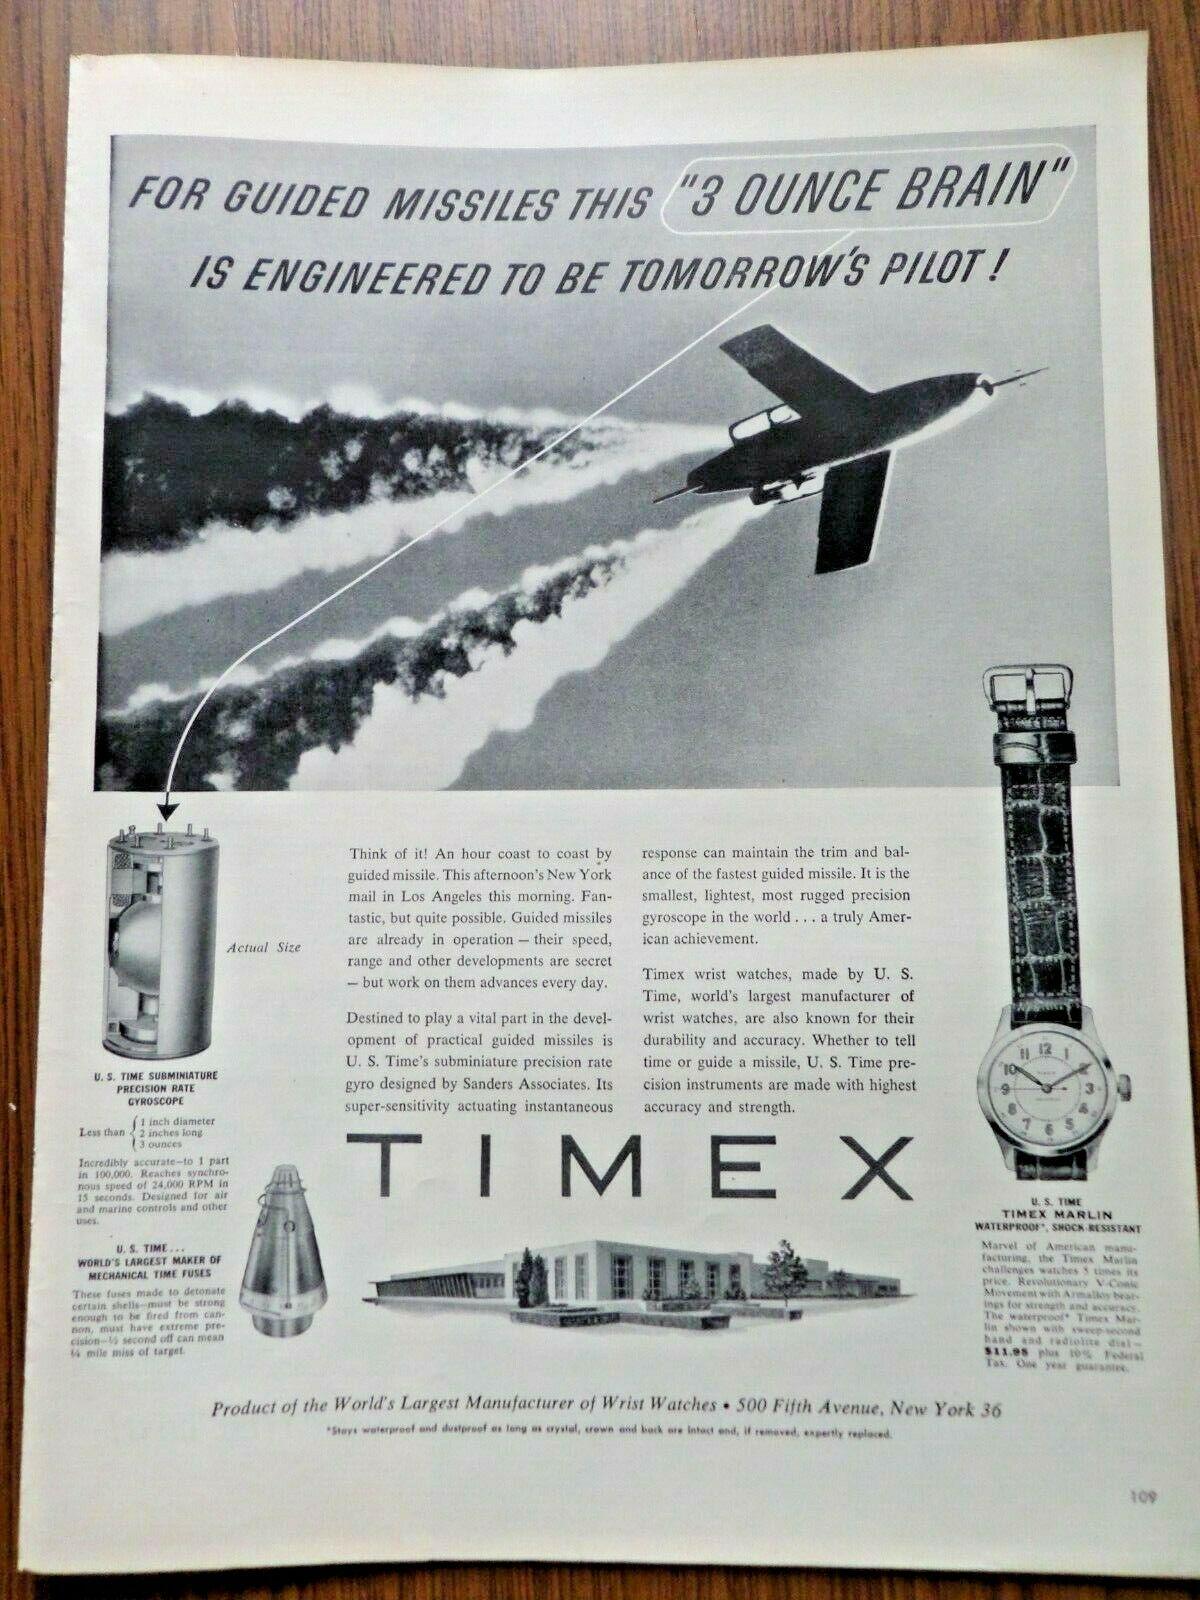 FOR GUIDED MISSILES THIS "3 OUNCE BRAIN"
IS ENGINEERED TO BE TOMORROW'S PILOT!
Actual Size
U. S. TIME SUBMINIATURE
PRECISION RATE
GYROSCOPE
Less than { 1 inch diameter
2 inches long
3 ounces
Incredibly accurate—to 1 part
in 100,000. Reaches synchro-
nous speed of 24,000 RPM in
15 seconds. Designed for air
and marine controls and other
uses.
U. S. TIME...
WORLD'S LARGEST MAKER OF
MECHANICAL TIME FUSES
These fuses made to detonate
certain shells—must be strong
enough to be fired from can-
non, must have extreme pre-
cision—½ second off can mean
¼ mile miss of target.
Think of it! An hour coast to coast by
guided missile. This afternoon's New York
mail in Los Angeles this morning. Fan-
tastic, but quite possible. Guided missiles
are already in operation — their speed,
range and other developments are secret
— but work on them advances every day.
Destined to play a vital part in the devel-
opment of practical guided missiles is
U. S. Time's subminiature precision rate
gyro designed by Sanders Associates. Its
super-sensitivity actuating instantaneous
response can maintain the trim and bal-
ance of the fastest guided missile. It is the
smallest, lightest, most rugged precision
gyroscope in the world . . . a truly Amer-
ican achievement.
Timex wrist watches, made by U. S.
Time, world's largest manufacturer of
wrist watches, are also known for their
durability and accuracy. Whether to tell
time or guide a missile, U. S. Time pre-
cision instruments are made with highest
accuracy and strength.
TIMEX
12
1
2
3
4
5
6
7
8
9
10
11
TIMEX
U. S. TIME
TIMEX MARLIN
WATERPROOF*, SHOCK-RESISTANT
Marvel of American manu-
facturing, the Timex Marlin
challenges watches 5 times its
price. Revolutionary V-Conic
Movement with Armalloy bear-
ings for strength and accuracy.
The waterproof* Timex Mar-
lin shown with sweep-second
hand and radiolite dial—
$11.95 plus 10% Federal
Tax. One year guarantee.
Product of the World's Largest Manufacturer of Wrist Watches • 500 Fifth Avenue, New York 36
*Stays waterproof and dustproof as long as crystal, crown and back are intact and, if removed, expertly replaced.
109